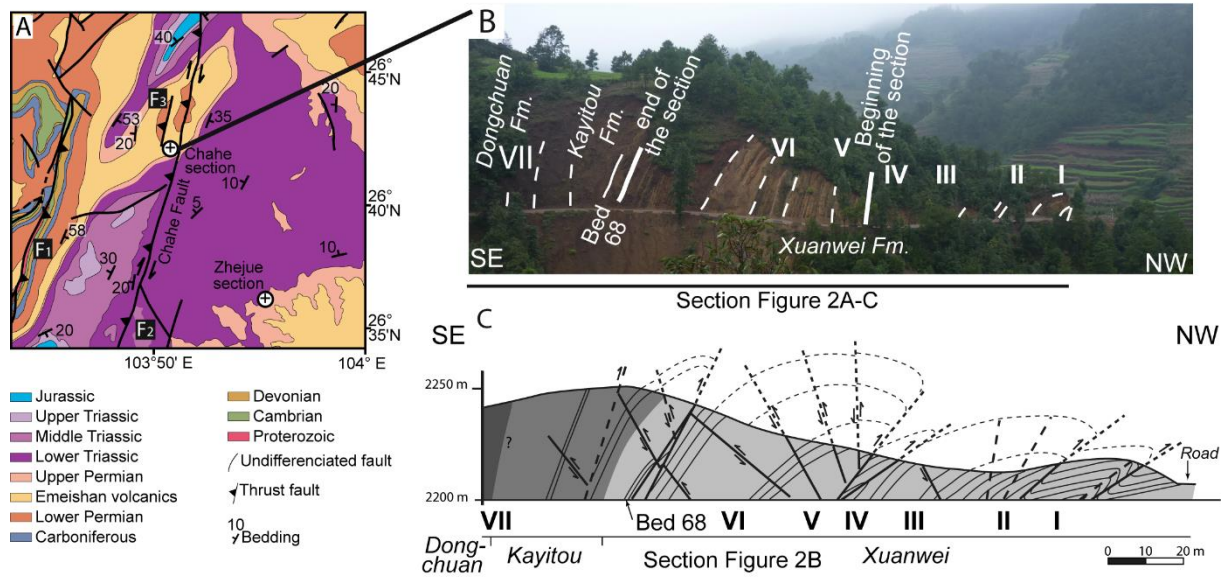 A
40
26°
45'N
F3
53
20
35
20
Chahe
section
10
26°
40'N
5
58
F1
Chahe Fault
30
20
10
Zhejue
section
20
F2
26°
35'N
103°50' E
104° E
Jurassic
Upper Triassic
Middle Triassic
Lower Triassic
Upper Permian
Emeishan volcanics
Lower Permian
Carboniferous
Devonian
Cambrian
Proterozoic
Undifferenciated fault
Thrust fault
10
Bedding
B
Dongchuan
Fm.
VII
Kayitou
Fm.
end of
the section
Bed
68
VI
V
Beginning
of the section
IV
III
II
I
Xuanwei Fm.
SE
NW
Section Figure 2A-C
C
SE
NW
2250 m
2200 m
?
Road
VII
Bed 68
VI
V
IV
III
II
I
Dong-
chuan
Kayitou
Section Figure 2B
Xuanwei
0 10 20 m